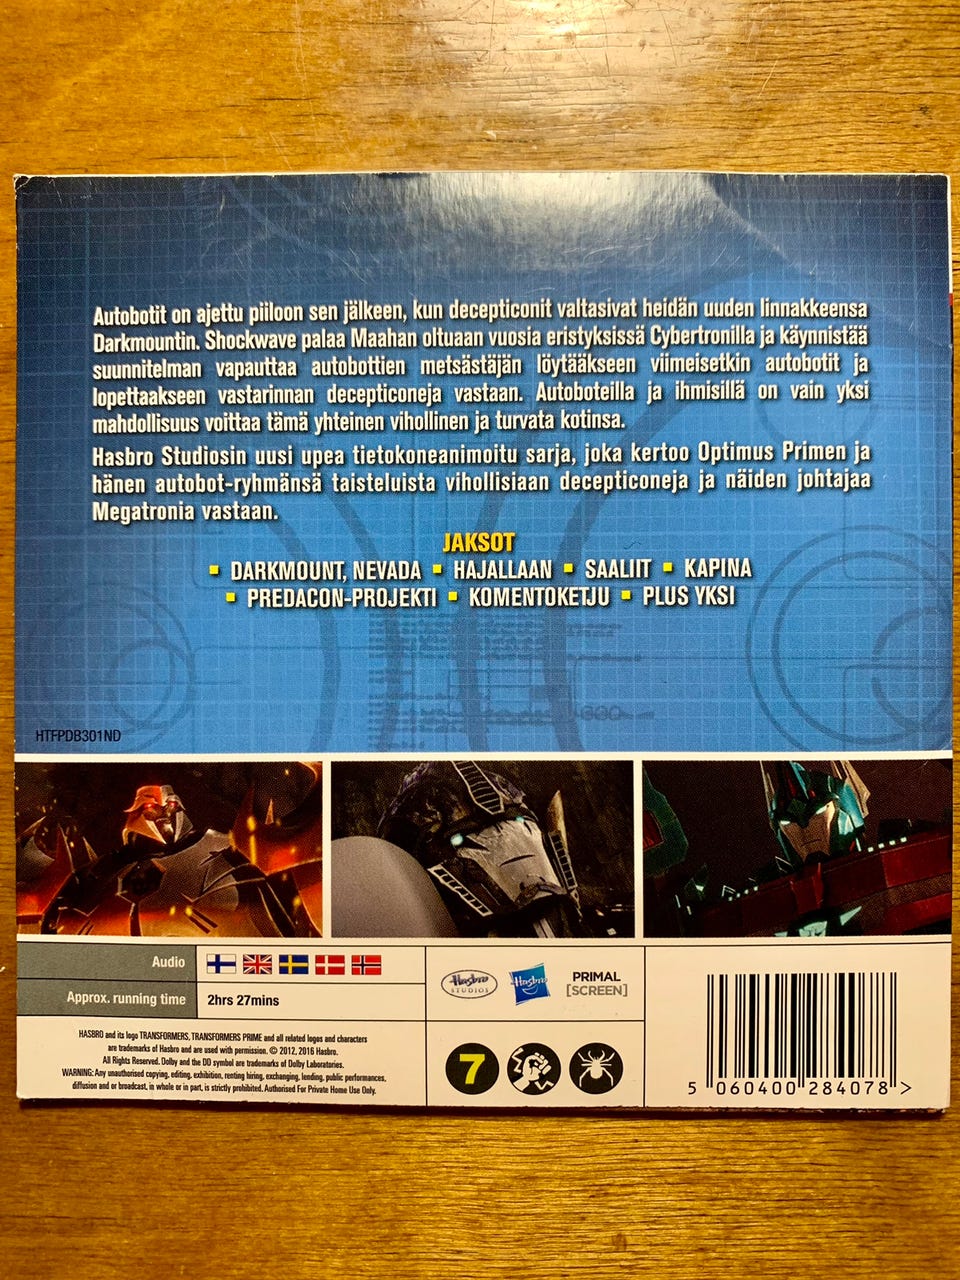 Autobotit on ajettu piiloon sen jälkeen, kun decepticonit valtasivat heidän uuden linnakkeensa
Darkmountin. Shockwave palaa Maahan oltuaan vuosia eristyksissä Cybertronilla ja käynnistää
suunnitelman vapauttaa autobottien metsästäjän löytääkseen viimeisetkin autobotit ja
lopettaakseen vastarinnan decepticoneja vastaan. Autoboteilla ja ihmisillä on vain yksi
mahdollisuus voittaa tämä yhteinen vihollinen ja turvata kotinsa.
Hasbro Studiosin uusi upea tietokoneanimoitu sarja, joka kertoo Optimus Primen ja
hänen autobot-ryhmänsä taisteluista vihollisiaan decepticoneja ja näiden johtajaa
Megatronia vastaan.
JAKSOT
▪ DARKMOUNT, NEVADA ▪ HAJALLAAN ▪ SAALIIT ▪ KAPINA
▪ PREDACON-PROJEKTI ▪ KOMENTOKETJU ▪ PLUS YKSI
HTFPDB301ND
Audio
Approx. running time 2hrs 27mins
Hasbro STUDIOS
Hasbro
PRIMAL
[SCREEN]
HASBRO and its logo TRANSFORMERS, TRANSFORMERS PRIME and all related logos and characters
are trademarks of Hasbro and are used with permission. © 2012, 2016 Hasbro.
All Rights Reserved. Dolby and the DD symbol are trademarks of Dolby Laboratories.
WARNING: Any unauthorised copying, editing, exhibition, renting hiring, exchanging, lending, public performances,
diffusion and or broadcast, in whole or in part, is strictly prohibited. Authorised For Private Home Use Only.
7
5 060400 284078 >